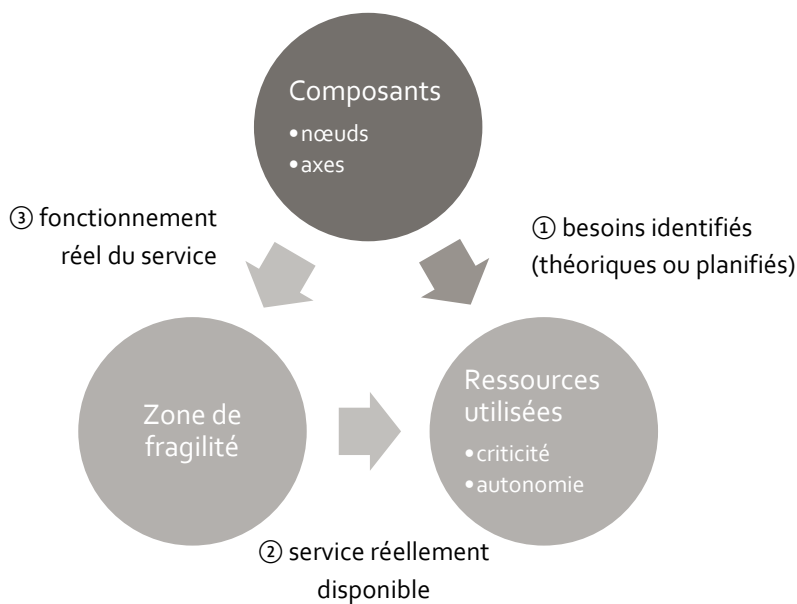 Composants
•nœuds
•axes
③ fonctionnement
réel du service
① besoins identifiés
(théoriques ou planifiés)
Zone de
fragilité
Ressources
utilisées
•criticité
•autonomie
② service réellement
disponible